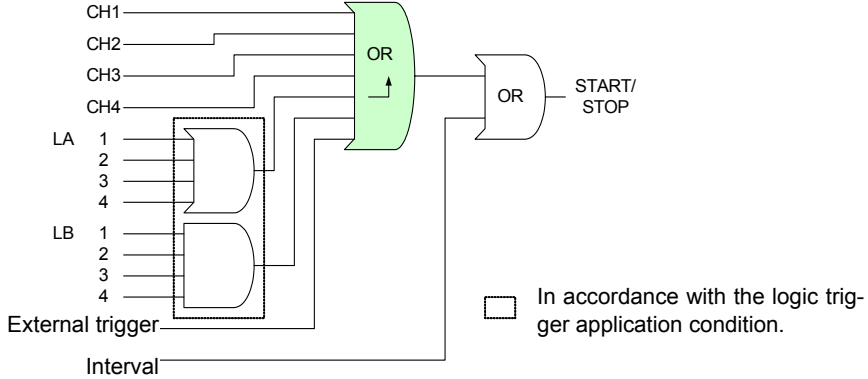 CH1
CH2
CH3
CH4
OR
OR
START/
STOP
LA 1
2
3
4
LB 1
2
3
4
External trigger
Interval
In accordance with the logic trig-
ger application condition.